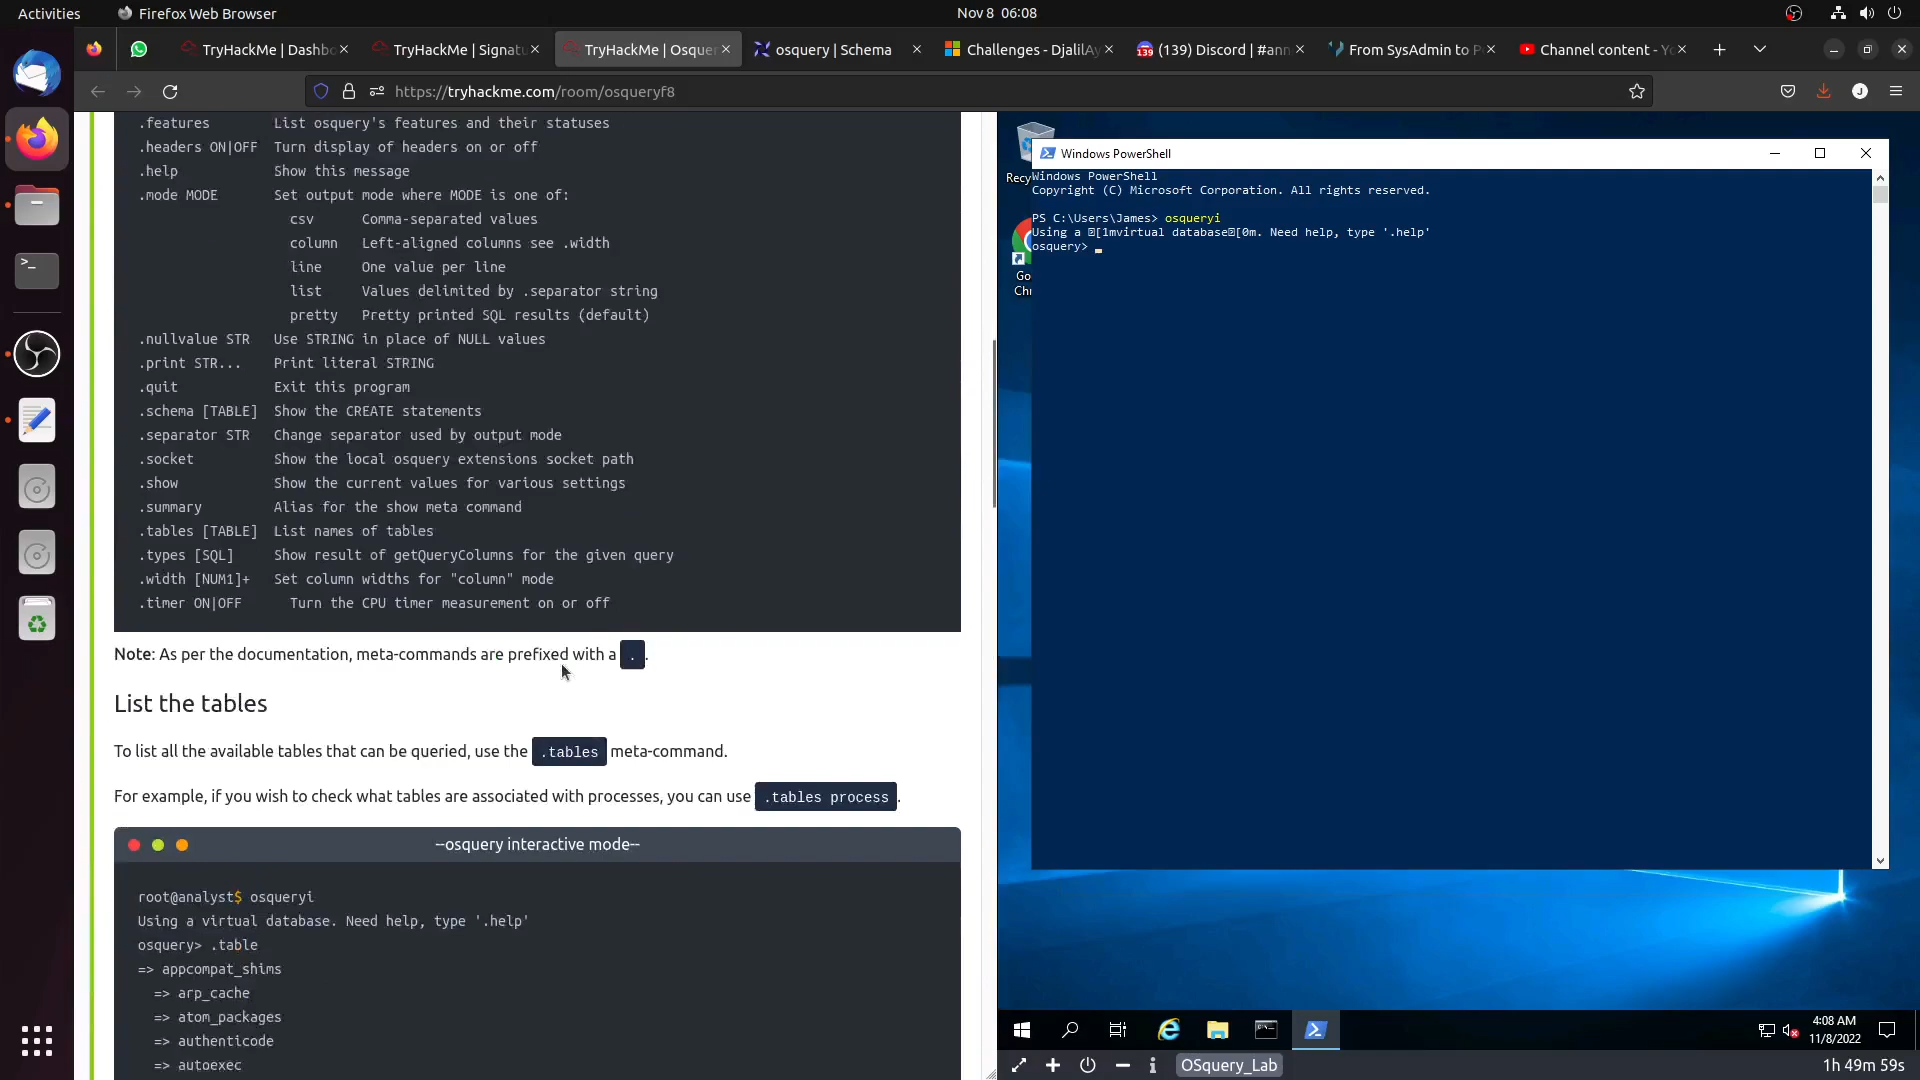 Activities
Firefox Web Browser
Nov 8 06:08
TryHackMe | Dashbo
TryHackMe | Signatu
TryHackMe | Osquer
osquery | Schema
Challenges - DjalilAy
(139) Discord | #ann
From SysAdmin to P
Channel content - Yo
https://tryhackme.com/room/osqueryf8
.features List osquery's features and their statuses
.headers ON|OFF Turn display of headers on or off
.help Show this message
.mode MODE Set output mode where MODE is one of:
csv Comma-separated values
column Left-aligned columns see .width
line One value per line
list Values delimited by .separator string
pretty Pretty printed SQL results (default)
.nullvalue STR Use STRING in place of NULL values
.print STR... Print literal STRING
.quit Exit this program
.schema [TABLE] Show the CREATE statements
.separator STR Change separator used by output mode
.socket Show the local osquery extensions socket path
.show Show the current values for various settings
.summary Alias for the show meta command
.tables [TABLE] List names of tables
.types [SQL] Show result of getQueryColumns for the given query
.width [NUM1]+ Set column widths for "column" mode
.timer ON|OFF Turn the CPU timer measurement on or off
Note: As per the documentation, meta-commands are prefixed with a .
List the tables
To list all the available tables that can be queried, use the .tables meta-command.
For example, if you wish to check what tables are associated with processes, you can use .tables process.
--osquery interactive mode--
root@analyst$ osqueryi
Using a virtual database. Need help, type '.help'
osquery> .table
=> appcompat_shims
=> arp_cache
=> atom_packages
=> authenticode
=> autoexec
Recy
Go
Chr
Windows PowerShell
Windows PowerShell
Copyright (C) Microsoft Corporation. All rights reserved.
PS C:\Users\James> osqueryi
Using a [1mvirtual database[0m. Need help, type '.help'
osquery>
4:08 AM
11/8/2022
OSquery_Lab
1h 49m 59s